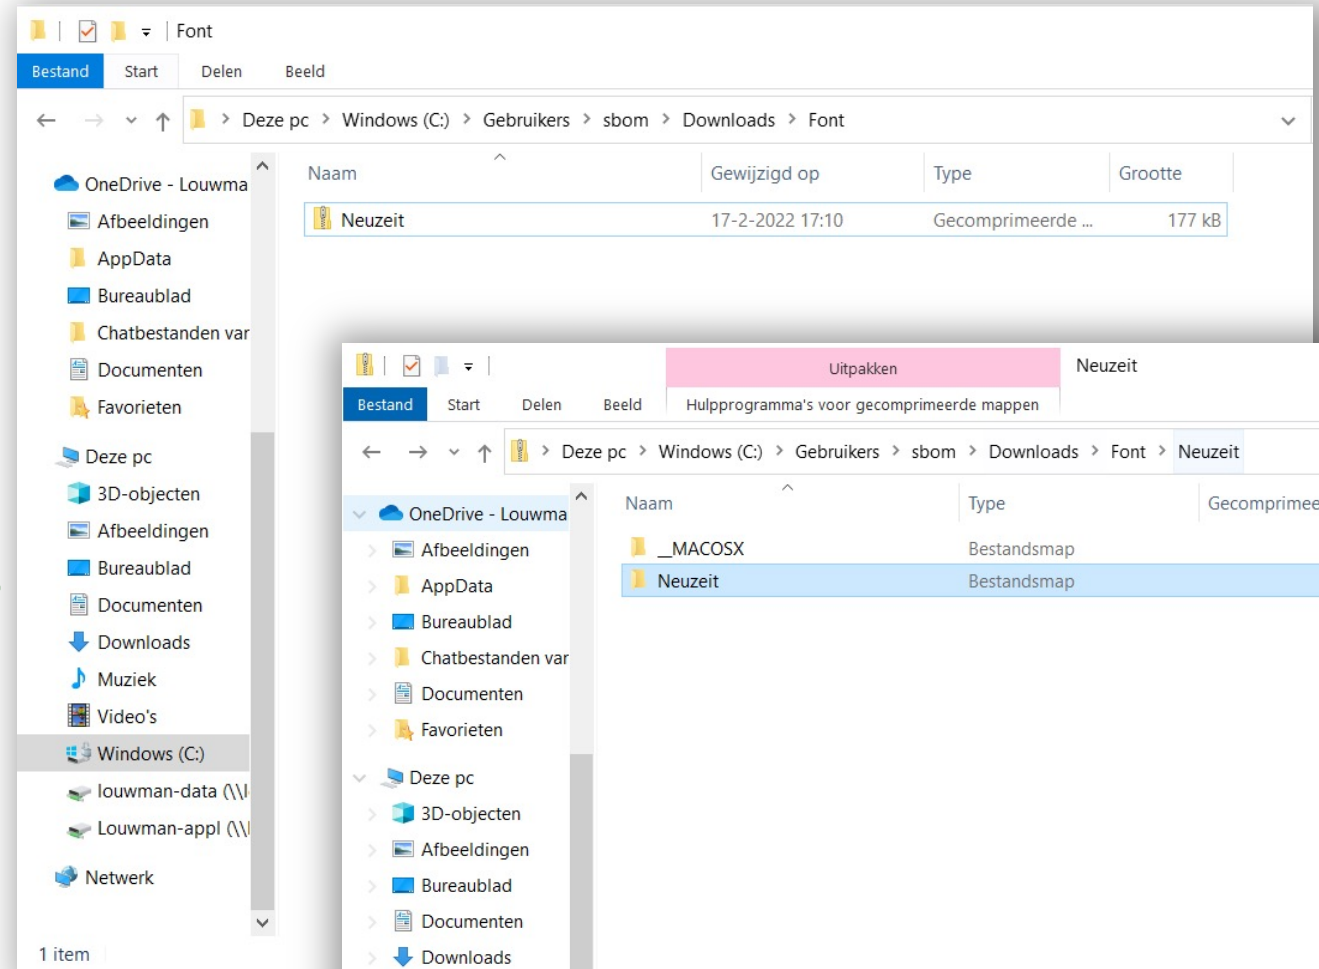 Font
Bestand Start Delen Beeld
Deze pc Windows (C:) Gebruikers sbom Downloads Font
Naam Gewijzigd op Type Grootte
Neuzeit 17-2-2022 17:10 Gecomprimeerde ... 177 kB
OneDrive - Louwma
Afbeeldingen
AppData
Bureaublad
Chatbestanden var
Documenten
Favorieten
Deze pc
3D-objecten
Afbeeldingen
Bureaublad
Documenten
Downloads
Muziek
Video's
Windows (C:)
louwman-data (\\l
Louwman-appl (\\l
Netwerk
1 item
Uitpakken Neuzeit
Bestand Start Delen Beeld Hulpprogramma's voor gecomprimeerde mappen
Deze pc Windows (C:) Gebruikers sbom Downloads Font Neuzeit
Naam Type Gecomprimee
__MACOSX Bestandsmap
Neuzeit Bestandsmap
OneDrive - Louwma
Afbeeldingen
AppData
Bureaublad
Chatbestanden var
Documenten
Favorieten
Deze pc
3D-objecten
Afbeeldingen
Bureaublad
Documenten
Downloads